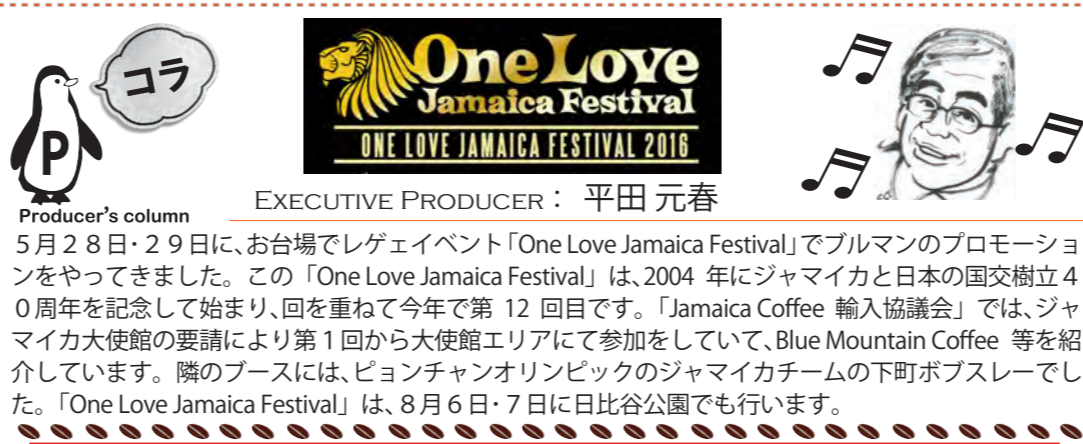 コラ
P
Producer's column
One Love
Jamaica Festival
ONE LOVE JAMAICA FESTIVAL 2016
EXECUTIVE PRODUCER： 平田 元春
５月２８日･２９日に､お台場でレゲェイベント｢One Love Jamaica Festival｣でブルマンのプロモーショ
ンをやってきました。この「One Love Jamaica Festival」は､2004 年にジャマイカと日本の国交樹立４
０周年を記念して始まり､回を重ねて今年で第 12 回目です。「Jamaica Coffee 輸入協議会」では､ジャ
マイカ大使館の要請により第１回から大使館エリアにて参加をしていて､Blue Mountain Coffee 等を紹
介しています。隣のブースには､ピョンチャンオリンピックのジャマイカチームの下町ボブスレーでし
た。「One Love Jamaica Festival」は､８月６日･７日に日比谷公園でも行います。